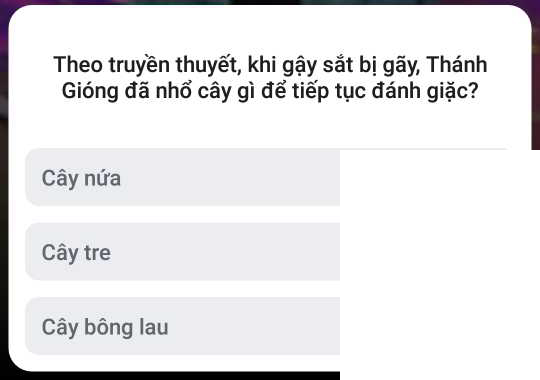 Theo truyền thuyết, khi gậy sắt bị gãy, Thánh
Gióng đã nhổ cây gì để tiếp tục đánh giặc?
Cây nứa
Cây tre
Cây bông lau